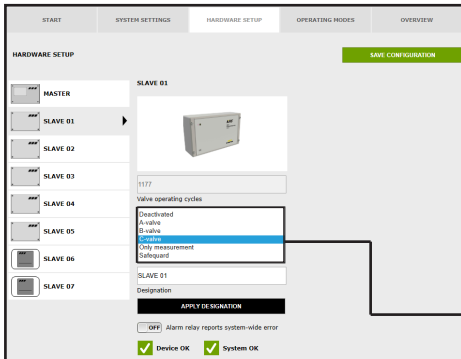 START SYSTEM SETTINGS HARDWARE SETUP OPERATING MODES OVERVIEW
HARDWARE SETUP SAVE CONFIGURATION
MASTER
SLAVE 01
SLAVE 02
SLAVE 03
SLAVE 04
SLAVE 05
SLAVE 06
SLAVE 07
SLAVE 01
1177
Valve operating cycles
Deactivated
A-valve
B-valve
C-valve
Only measurement
Safeguard
SLAVE 01
Designation
APPLY DESIGNATION
OFF Alarm relay reports system-wide error
Device OK System OK